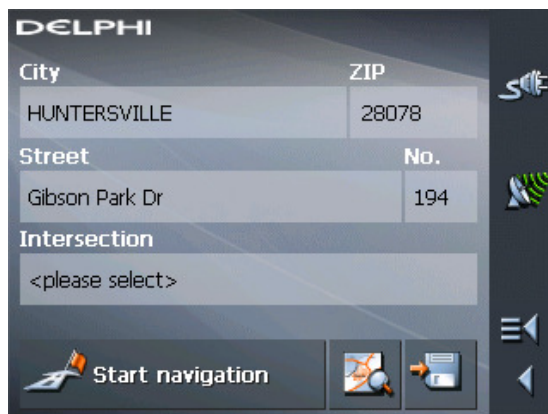 DELPHI
City ZIP
HUNTERSVILLE 28078
Street No.
Gibson Park Dr 194
Intersection
<please select>
Start navigation